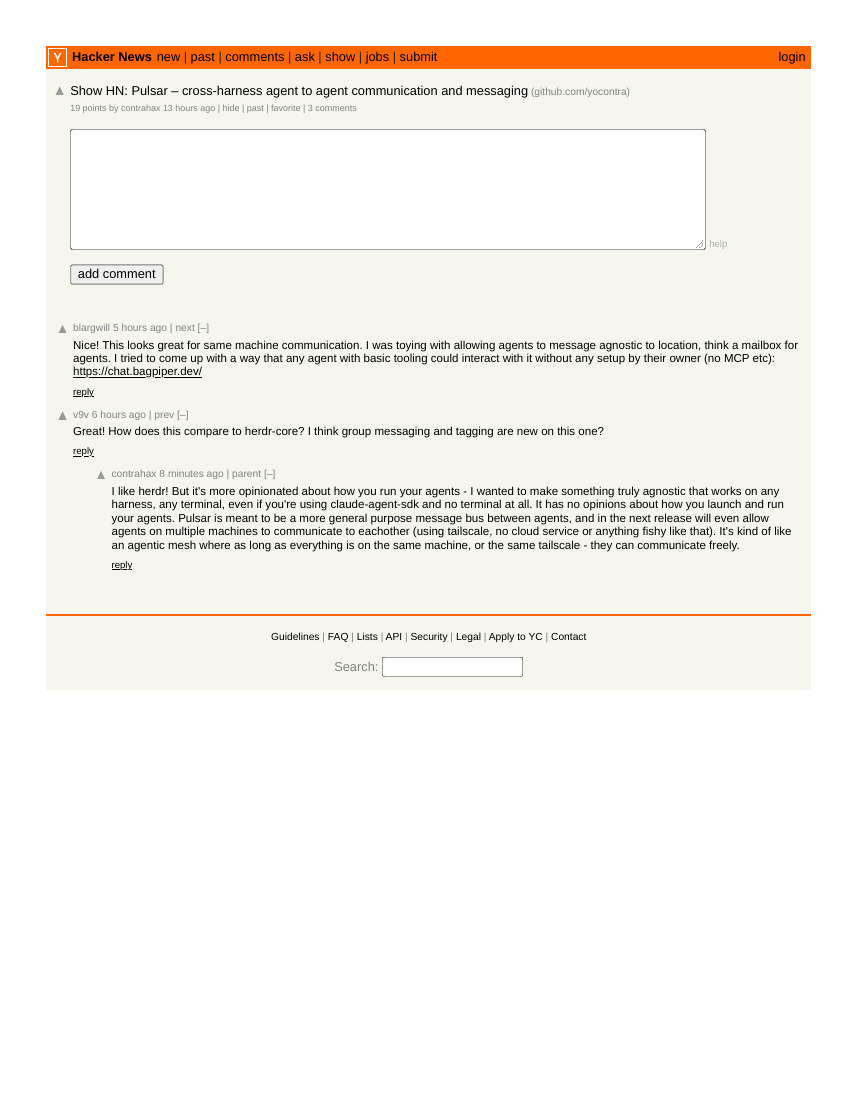 Y Hacker News new | past | comments | ask | show | jobs | submit login
▲ Show HN: Pulsar – cross-harness agent to agent communication and messaging (github.com/yocontra)
19 points by contrahax 13 hours ago | hide | past | favorite | 3 comments
help
add comment
▲ blargwill 5 hours ago | next [–]
Nice! This looks great for same machine communication. I was toying with allowing agents to message agnostic to location, think a mailbox for
agents. I tried to come up with a way that any agent with basic tooling could interact with it without any setup by their owner (no MCP etc):
https://chat.bagpiper.dev/
reply
▲ v9v 6 hours ago | prev [–]
Great! How does this compare to herdr-core? I think group messaging and tagging are new on this one?
reply
▲ contrahax 8 minutes ago | parent [–]
I like herdr! But it's more opinionated about how you run your agents - I wanted to make something truly agnostic that works on any
harness, any terminal, even if you're using claude-agent-sdk and no terminal at all. It has no opinions about how you launch and run
your agents. Pulsar is meant to be a more general purpose message bus between agents, and in the next release will even allow
agents on multiple machines to communicate to eachother (using tailscale, no cloud service or anything fishy like that). It's kind of like
an agentic mesh where as long as everything is on the same machine, or the same tailscale - they can communicate freely.
reply
Guidelines | FAQ | Lists | API | Security | Legal | Apply to YC | Contact
Search: